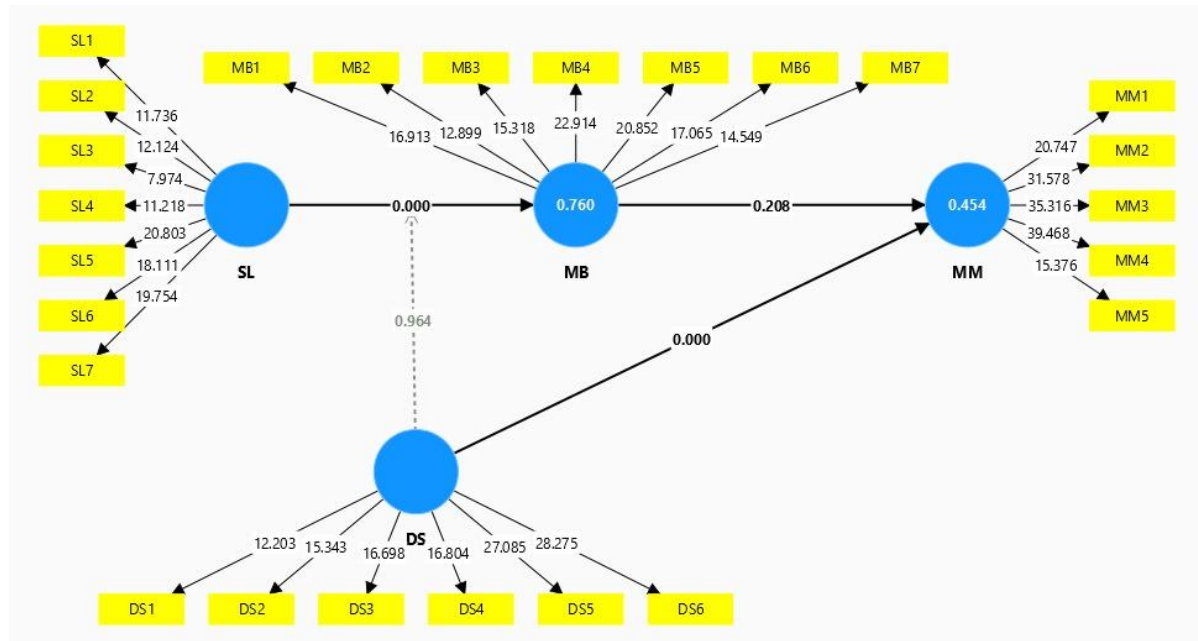 SL1
SL2
SL3
SL4
SL5
SL6
SL7
11.736
12.124
7.974
11.218
20.803
18.111
19.754
SL
MB1
MB2
MB3
MB4
MB5
MB6
MB7
16.913
12.899
15.318
22.914
20.852
17.065
14.549
0.000
0.760
MB
0.208
0.454
MM
MM1
MM2
MM3
MM4
MM5
20.747
31.578
35.316
39.468
15.376
0.964
0.000
DS
12.203
15.343
16.698
16.804
27.085
28.275
DS1
DS2
DS3
DS4
DS5
DS6